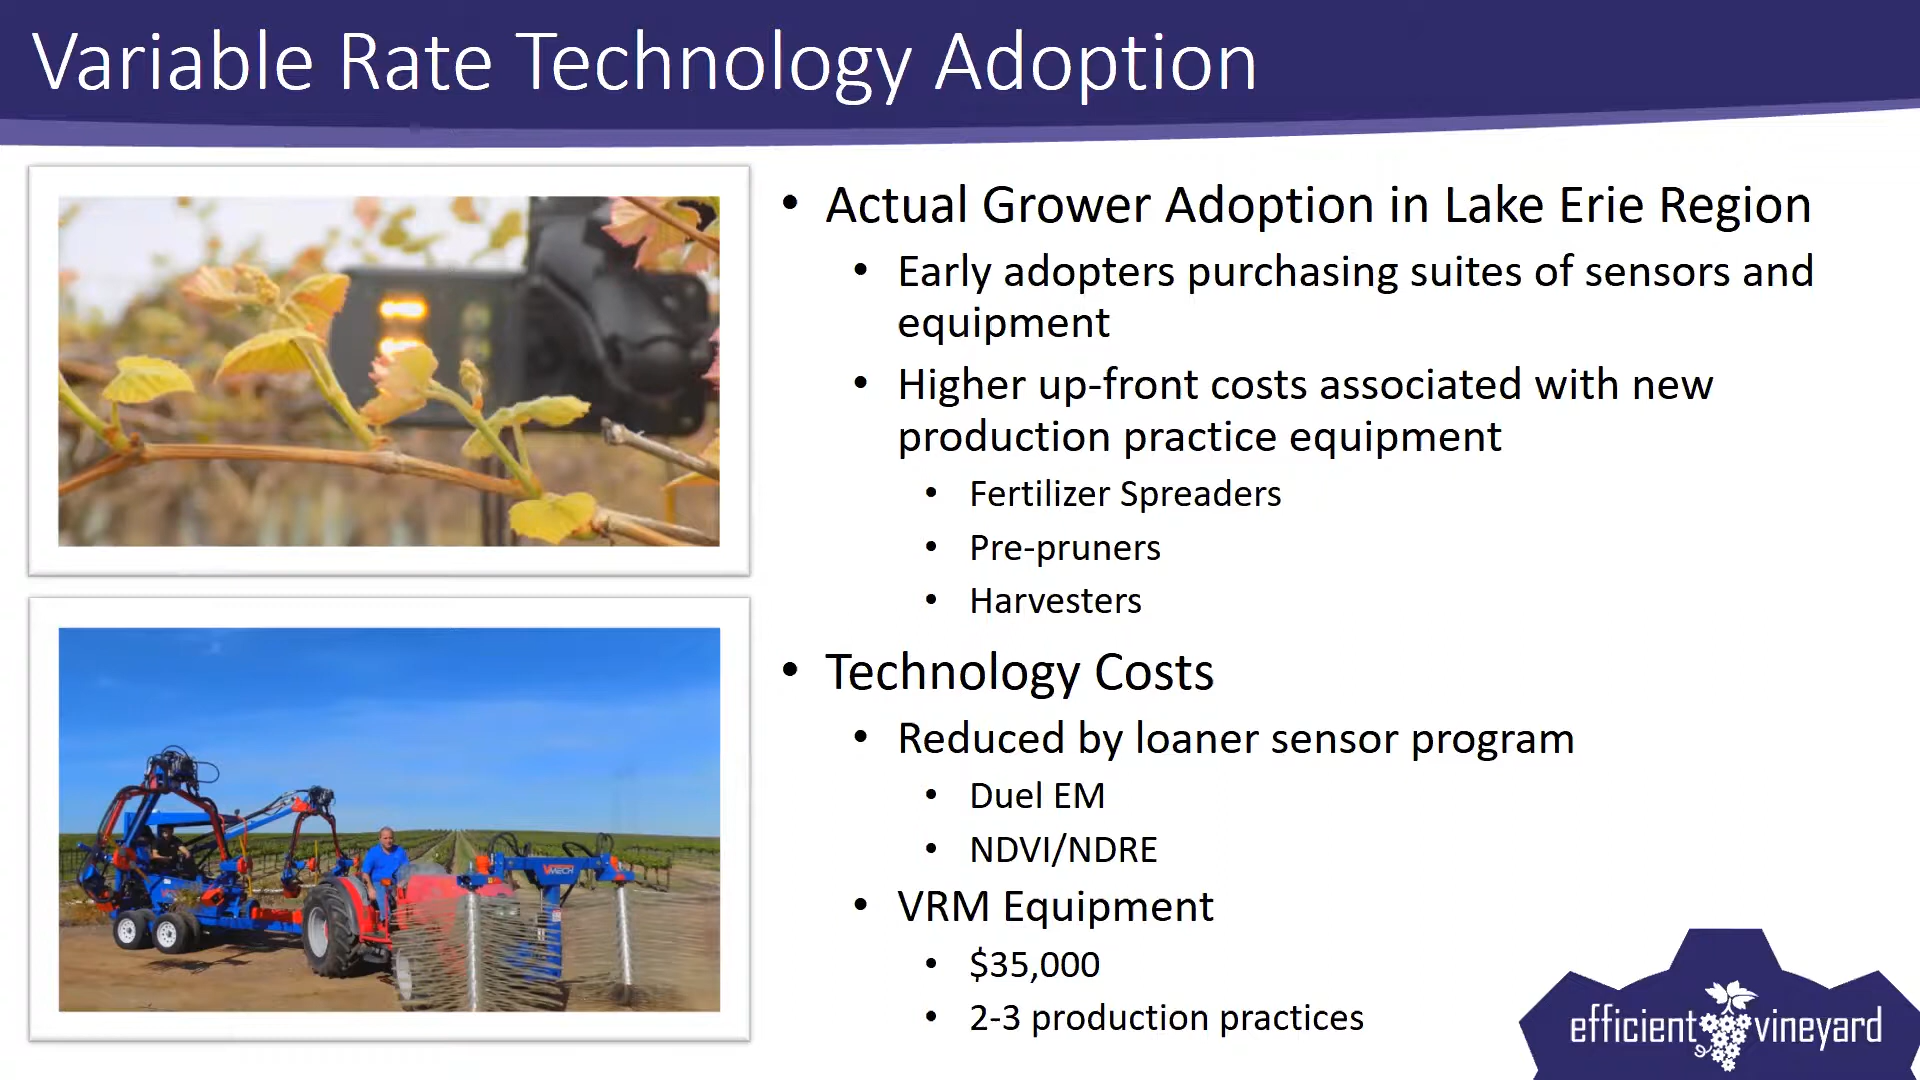 Variable Rate Technology Adoption
• Actual Grower Adoption in Lake Erie Region
• Early adopters purchasing suites of sensors and
equipment
• Higher up-front costs associated with new
production practice equipment
• Fertilizer Spreaders
• Pre-pruners
• Harvesters
• Technology Costs
• Reduced by loaner sensor program
• Duel EM
• NDVI/NDRE
• VRM Equipment
• $35,000
• 2-3 production practices
VMECH
efficient vineyard